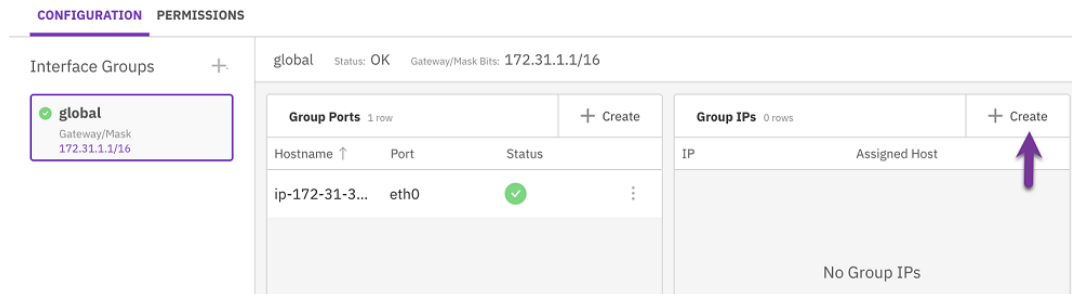 CONFIGURATION PERMISSIONS
Interface Groups
global Status: OK Gateway/Mask Bits: 172.31.1.1/16
global
Gateway/Mask
172.31.1.1/16
Group Ports 1 row + Create
Hostname ↑ Port Status
ip-172-31-3... eth0
Group IPs 0 rows + Create
IP Assigned Host
No Group IPs